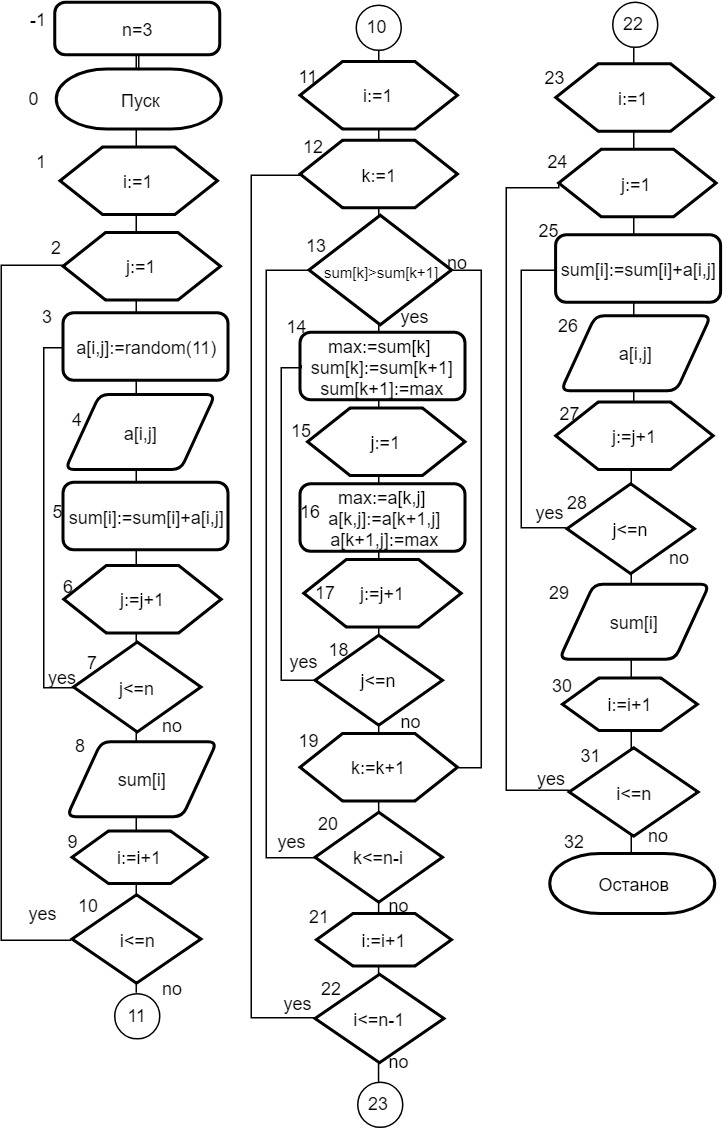 -1
n=3
0
Пуск
1
i:=1
2
j:=1
3
a[i,j]:=random(11)
4
a[i,j]
5
sum[i]:=sum[i]+a[i,j]
6
j:=j+1
7
yes
j<=n
no
8
sum[i]
9
i:=i+1
10
yes
i<=n
no
11
10
11
i:=1
12
k:=1
13
sum[k]>sum[k+1]
no
yes
14
max:=sum[k]
sum[k]:=sum[k+1]
sum[k+1]:=max
15
j:=1
16
max:=a[k,j]
a[k,j]:=a[k+1,j]
a[k+1,j]:=max
17
j:=j+1
18
yes
j<=n
no
19
k:=k+1
20
yes
k<=n-i
no
21
i:=i+1
22
yes
i<=n-1
no
23
22
23
i:=1
24
j:=1
25
sum[i]:=sum[i]+a[i,j]
26
a[i,j]
27
j:=j+1
28
yes
j<=n
no
29
sum[i]
30
i:=i+1
31
yes
i<=n
no
32
Останов